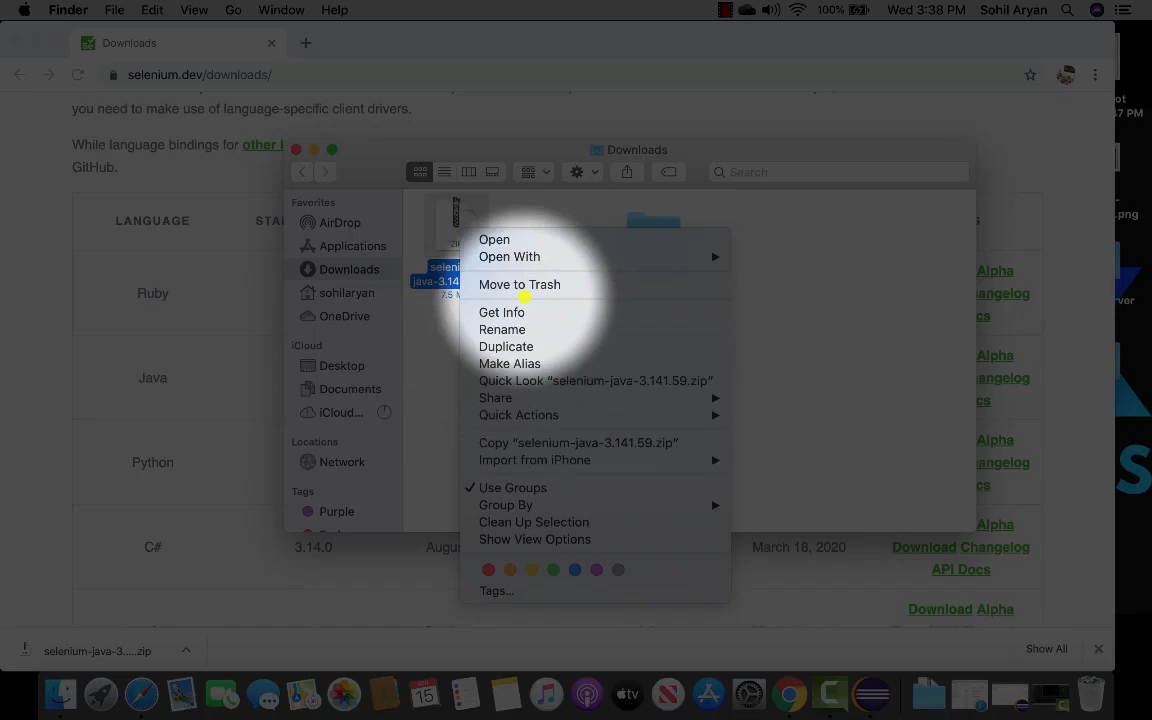 Finder File Edit View Go Window Help 100% Wed 3:38 PM Sohil Aryan
Downloads
selenium.dev/downloads/
you need to make use of language-specific client drivers.
While language bindings for other
GitHub.
LANGUAGE
Ruby
Java
Python
C#
3.14.0
March 18, 2020
Alpha
Alpha
Changelog
Alpha
Changelog
Alpha
Download Changelog
API Docs
Download Alpha
Downloads
Search
Favorites
AirDrop
Applications
Downloads
sohilaryan
OneDrive
iCloud
Desktop
Documents
iCloud...
Locations
Network
Tags
Purple
7.5
Open
Open With
Move to Trash
Get Info
Rename
Duplicate
Make Alias
Quick Look “selenium-java-3.141.59.zip”
Share
Quick Actions
Copy “selenium-java-3.141.59.zip”
Import from iPhone
Use Groups
Group By
Clean Up Selection
Show View Options
Tags...
selenium-java-3.....zip
Show All
APR
15
tv